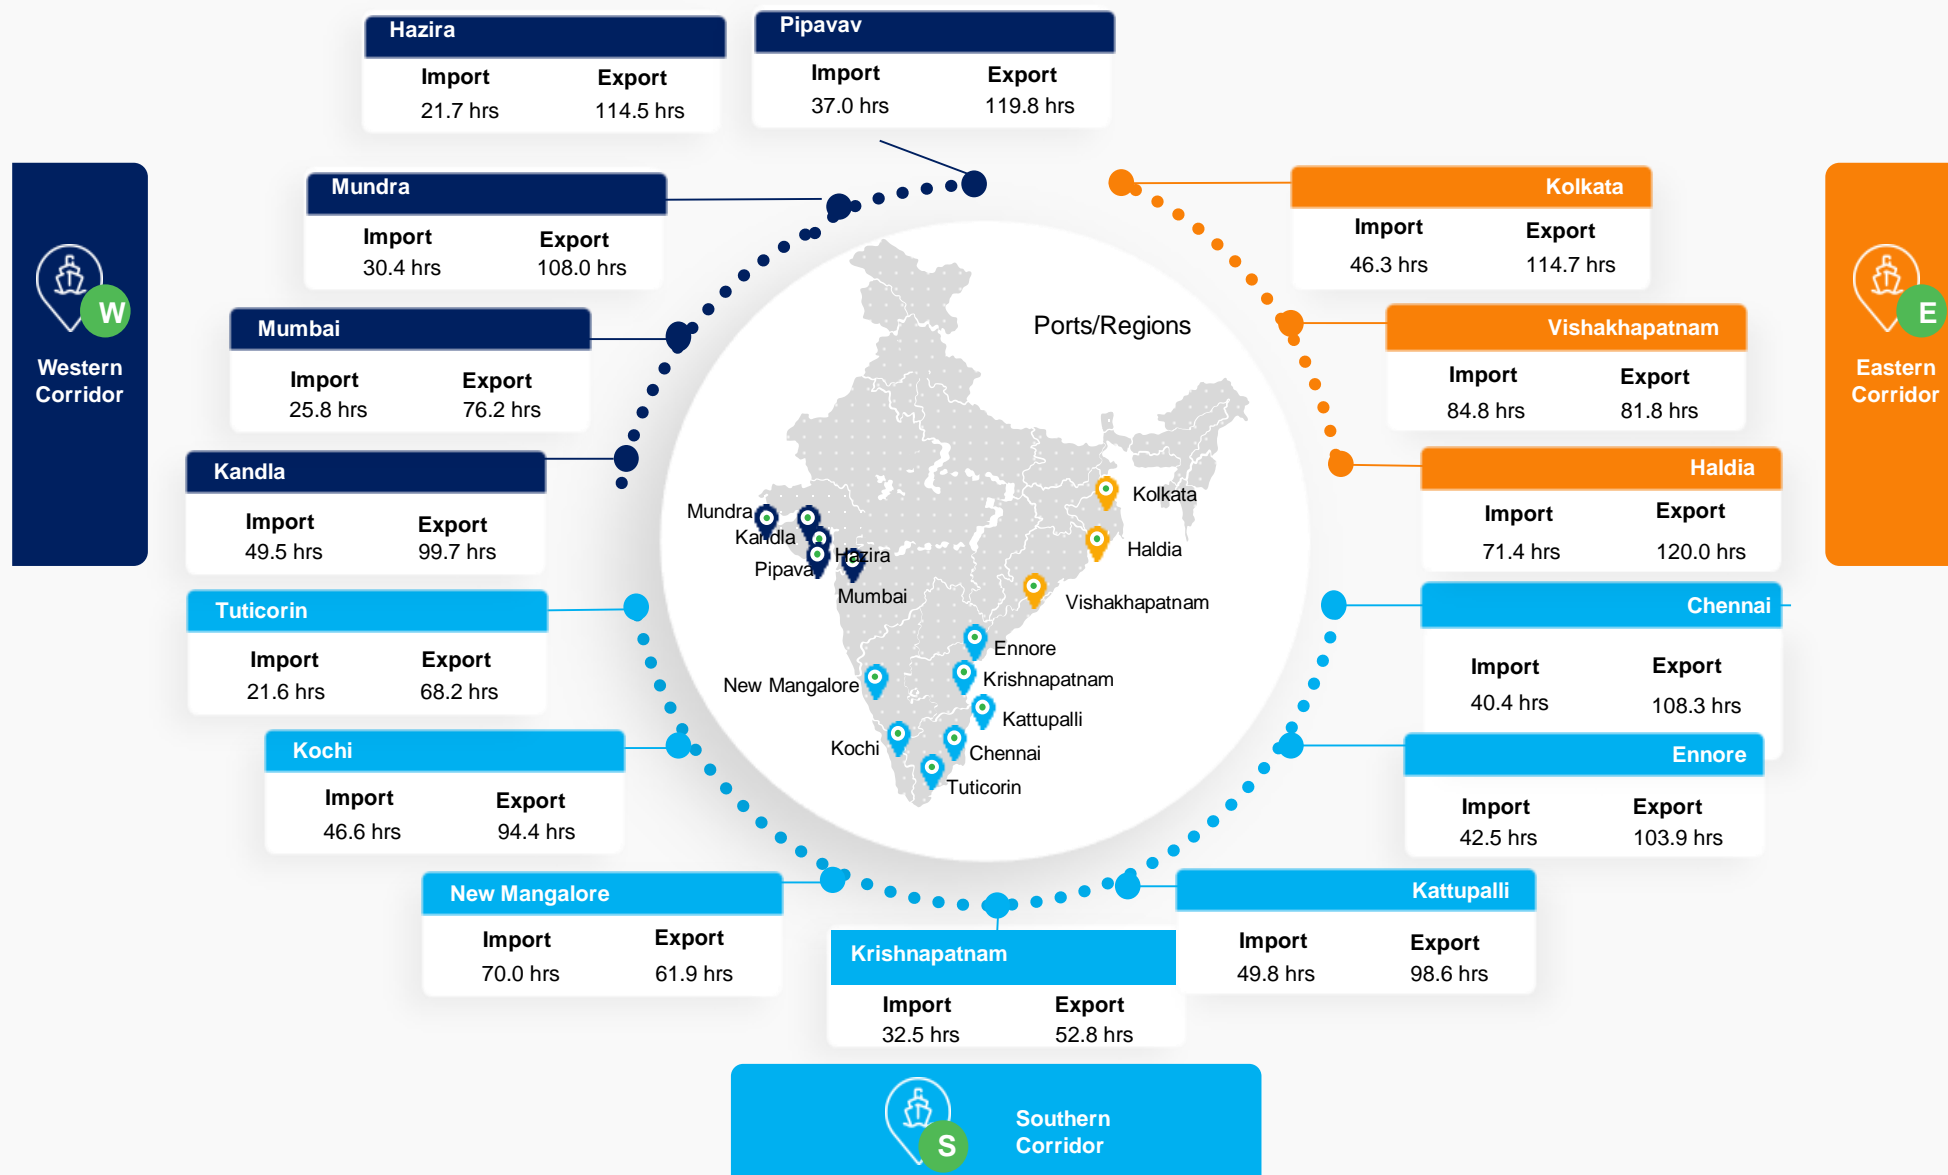 Hazira
Import Export
21.7 hrs 114.5 hrs
Pipavav
Import Export
37.0 hrs 119.8 hrs
Mundra
Import Export
30.4 hrs 108.0 hrs
Mumbai
Import Export
25.8 hrs 76.2 hrs
Kandla
Import Export
49.5 hrs 99.7 hrs
Tuticorin
Import Export
21.6 hrs 68.2 hrs
Kochi
Import Export
46.6 hrs 94.4 hrs
New Mangalore
Import Export
70.0 hrs 61.9 hrs
Krishnapatnam
Import Export
32.5 hrs 52.8 hrs
Kattupalli
Import Export
49.8 hrs 98.6 hrs
Ennore
Import Export
42.5 hrs 103.9 hrs
Chennai
Import Export
40.4 hrs 108.3 hrs
Haldia
Import Export
71.4 hrs 120.0 hrs
Vishakhapatnam
Import Export
84.8 hrs 81.8 hrs
Kolkata
Import Export
46.3 hrs 114.7 hrs
W
Western
Corridor
E
Eastern
Corridor
S
Southern
Corridor
Ports/Regions
Mundra
Kandla
Hazira
Pipava
Mumbai
Kolkata
Haldia
Vishakhapatnam
Ennore
Krishnapatnam
Kattupalli
Chennai
Tuticorin
New Mangalore
Kochi